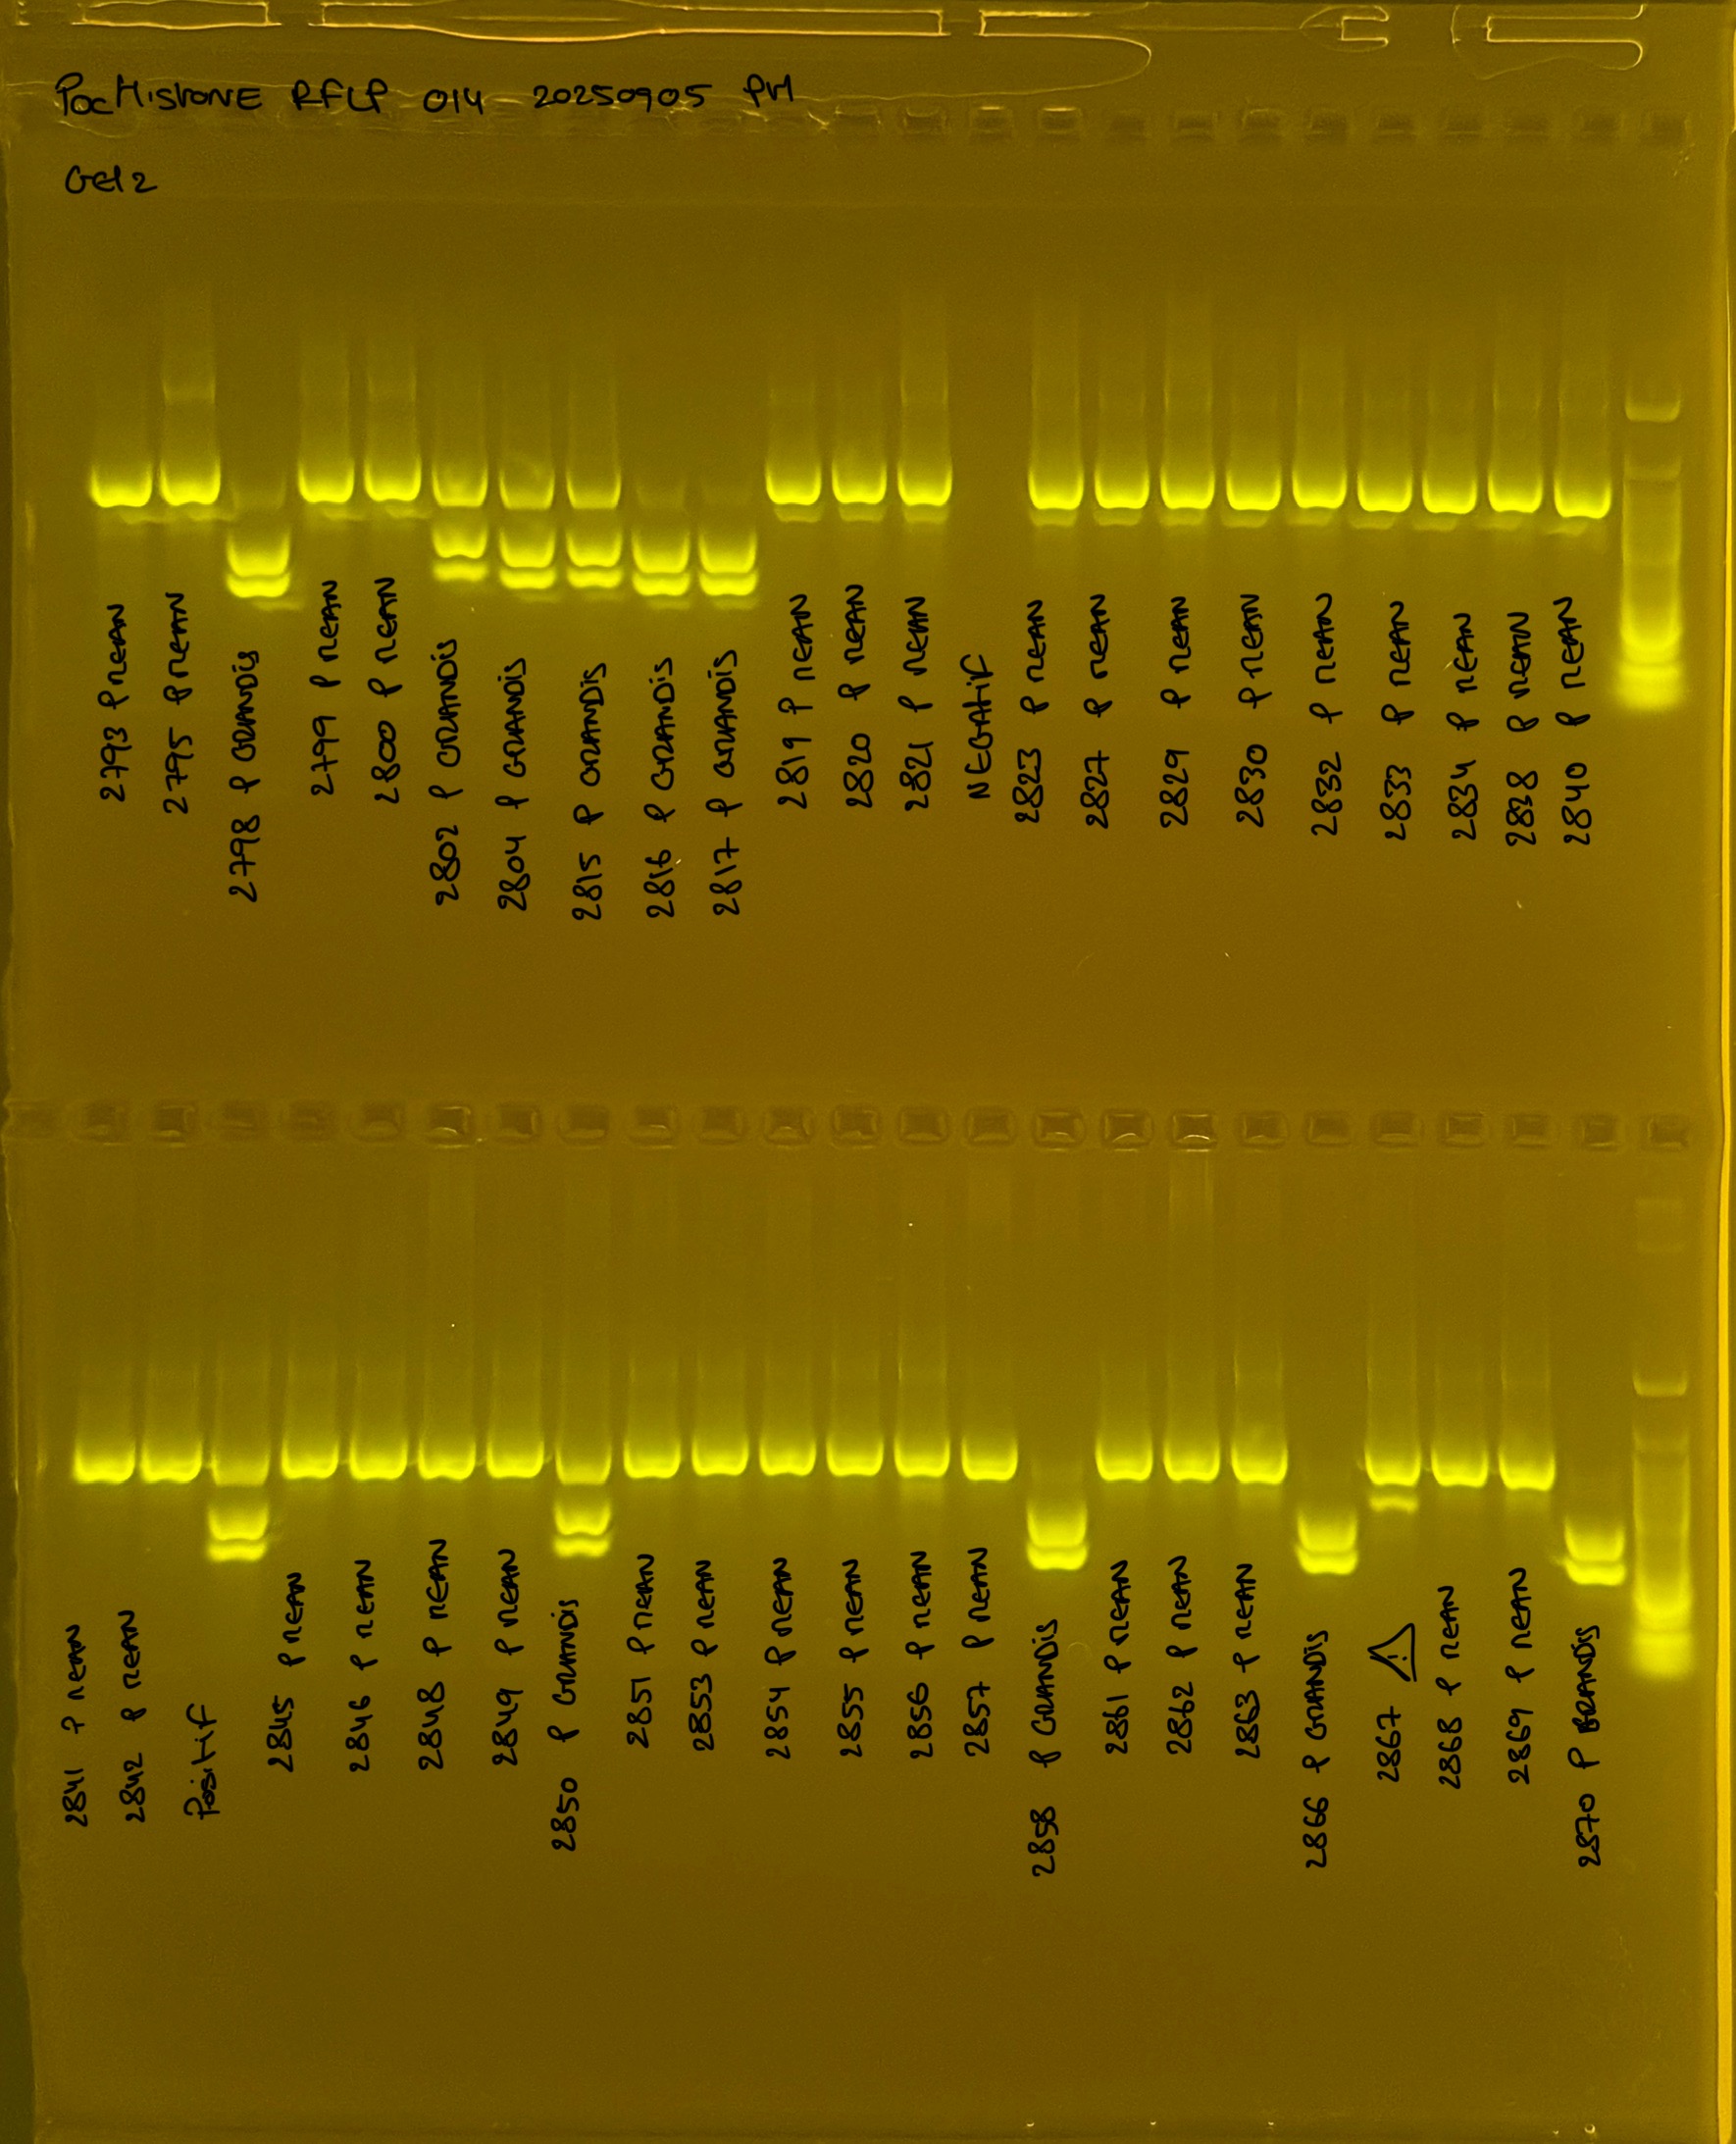 PocHistone RFLP 014 20250905 PM
Gel 2
2793 P MEAN
2795 P MEAN
2798 P GRANDIS
2799 P MEAN
2800 P MEAN
2802 P GRANDIS
2804 P GRANDIS
2815 P GRANDIS
2816 P GRANDIS
2817 P GRANDIS
2819 P MEAN
2820 P MEAN
2821 P MEAN
NEGATIF
2823 P MEAN
2827 P MEAN
2829 P MEAN
2830 P MEAN
2832 P MEAN
2833 P MEAN
2834 P MEAN
2838 P MEAN
2840 P MEAN
2841 P MEAN
2842 P MEAN
Positif
2845 P MEAN
2846 P MEAN
2848 P MEAN
2849 P MEAN
2850 P GRANDIS
2851 P MEAN
2853 P MEAN
2854 P MEAN
2855 P MEAN
2856 P MEAN
2857 P MEAN
2858 P GRANDIS
2861 P MEAN
2862 P MEAN
2863 P MEAN
2866 P GRANDIS
2867 ⚠
2868 P MEAN
2869 P MEAN
2870 P GRANDIS